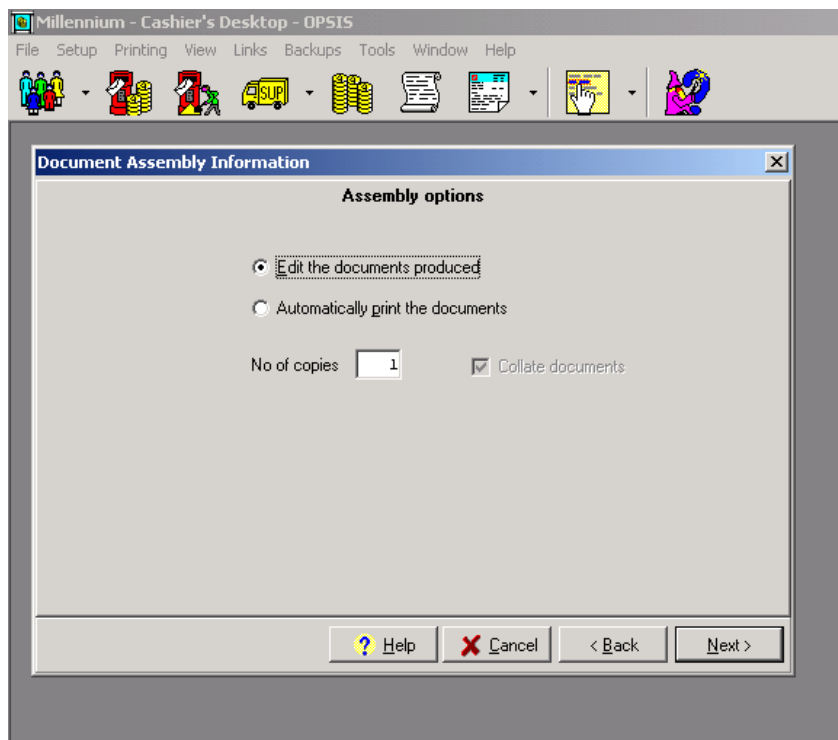 Millennium - Cashier's Desktop - OPSIS
File Setup Printing View Links Backups Tools Window Help
SUP
Document Assembly Information
Assembly options
Edit the documents produced
Automatically print the documents
No of copies 1 Collate documents
? Help Cancel < Back Next >